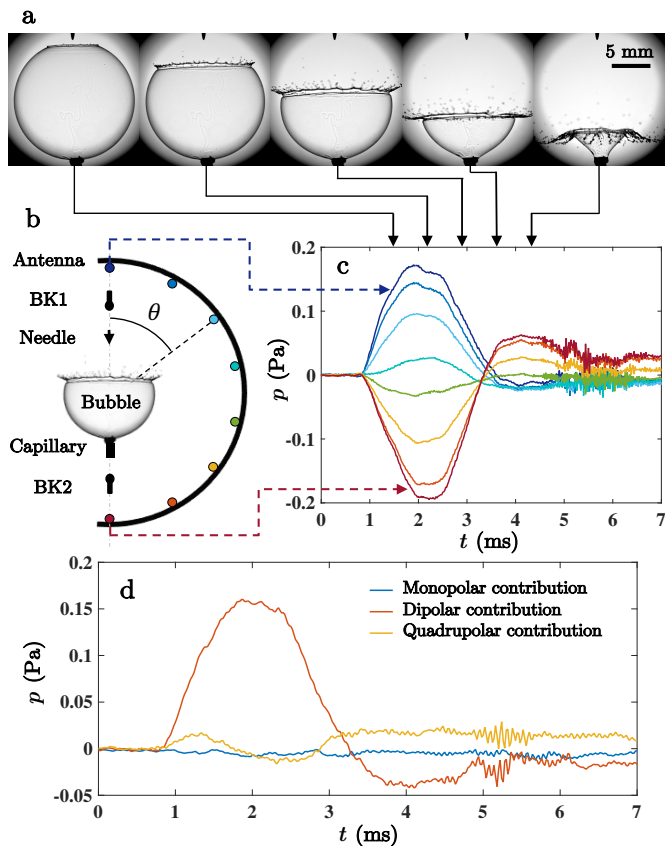 a
5 mm
b
Antenna
BK1
θ
Needle
Bubble
Capillary
BK2
c
0.2
0.1
0
-0.1
-0.2
p (Pa)
0 1 2 3 4 5 6 7
t (ms)
d
Monopolar contribution
Dipolar contribution
Quadrupolar contribution
0.2
0.15
0.1
0.05
0
-0.05
p (Pa)
0 1 2 3 4 5 6 7
t (ms)